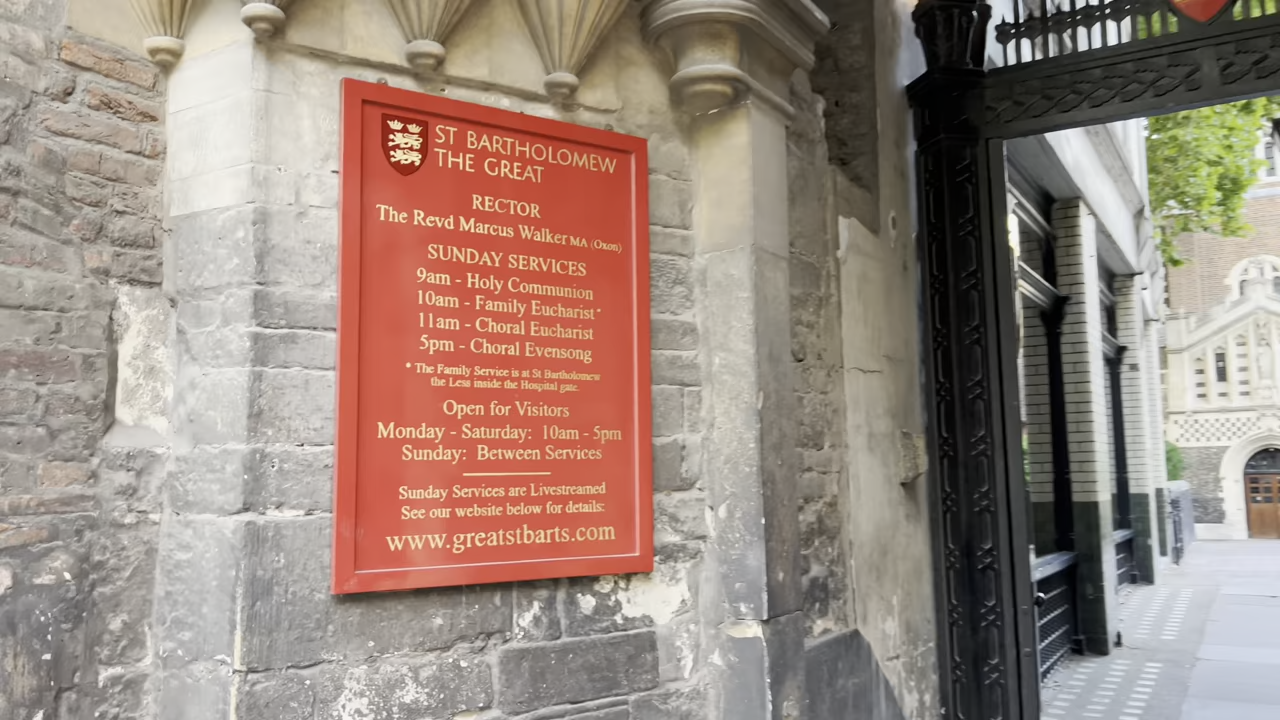 ST BARTHOLOMEW
THE GREAT
RECTOR
The Revd Marcus Walker MA (Oxon)
SUNDAY SERVICES
9am - Holy Communion
10am - Family Eucharist*
11am - Choral Eucharist
5pm - Choral Evensong
* The Family Service is at St Bartholomew
the Less inside the Hospital gate.
Open for Visitors
Monday - Saturday: 10am - 5pm
Sunday: Between Services
Sunday Services are Livestreamed
See our website below for details:
www.greatstbarts.com